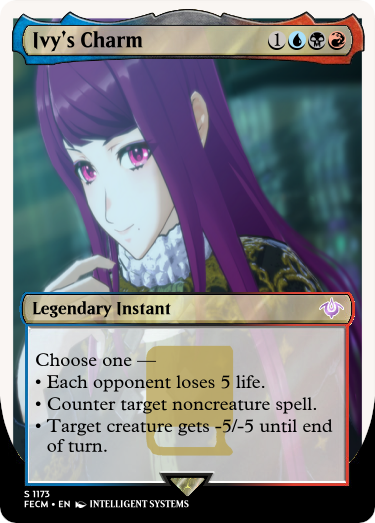 Ivy's Charm
1
Legendary Instant
Choose one —
• Each opponent loses 5 life.
• Counter target noncreature spell.
• Target creature gets -5/-5 until end
of turn.
S 1173
FECM • EN INTELLIGENT SYSTEMS